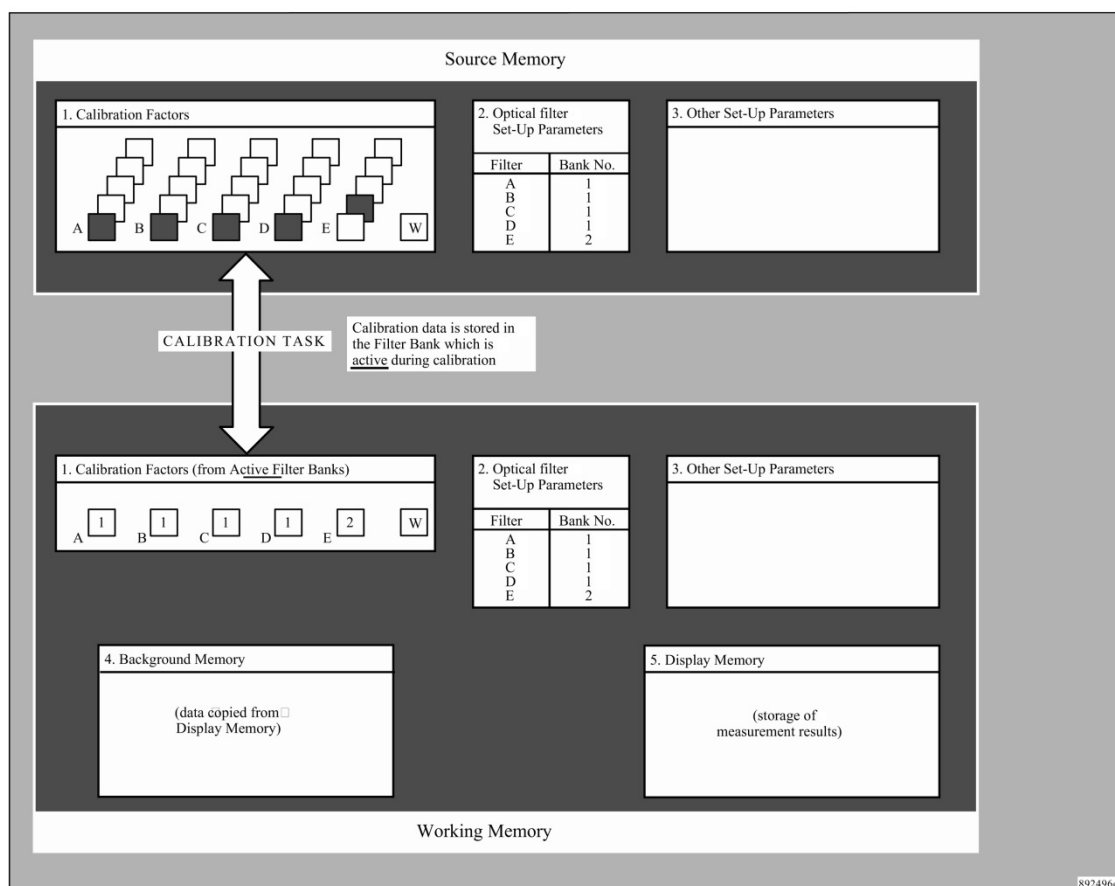 Source Memory
1. Calibration Factors
A B C D E W
2. Optical filter
Set-Up Parameters
Filter Bank No.
A 1
B 1
C 1
D 1
E 2
3. Other Set-Up Parameters
CALIBRATION TASK
Calibration data is stored in
the Filter Bank which is
active during calibration
1. Calibration Factors (from Active Filter Banks)
A 1 B 1 C 1 D 1 E 2 W
2. Optical filter
Set-Up Parameters
Filter Bank No.
A 1
B 1
C 1
D 1
E 2
3. Other Set-Up Parameters
4. Background Memory
(data copied from
Display Memory)
5. Display Memory
(storage of
measurement results)
Working Memory